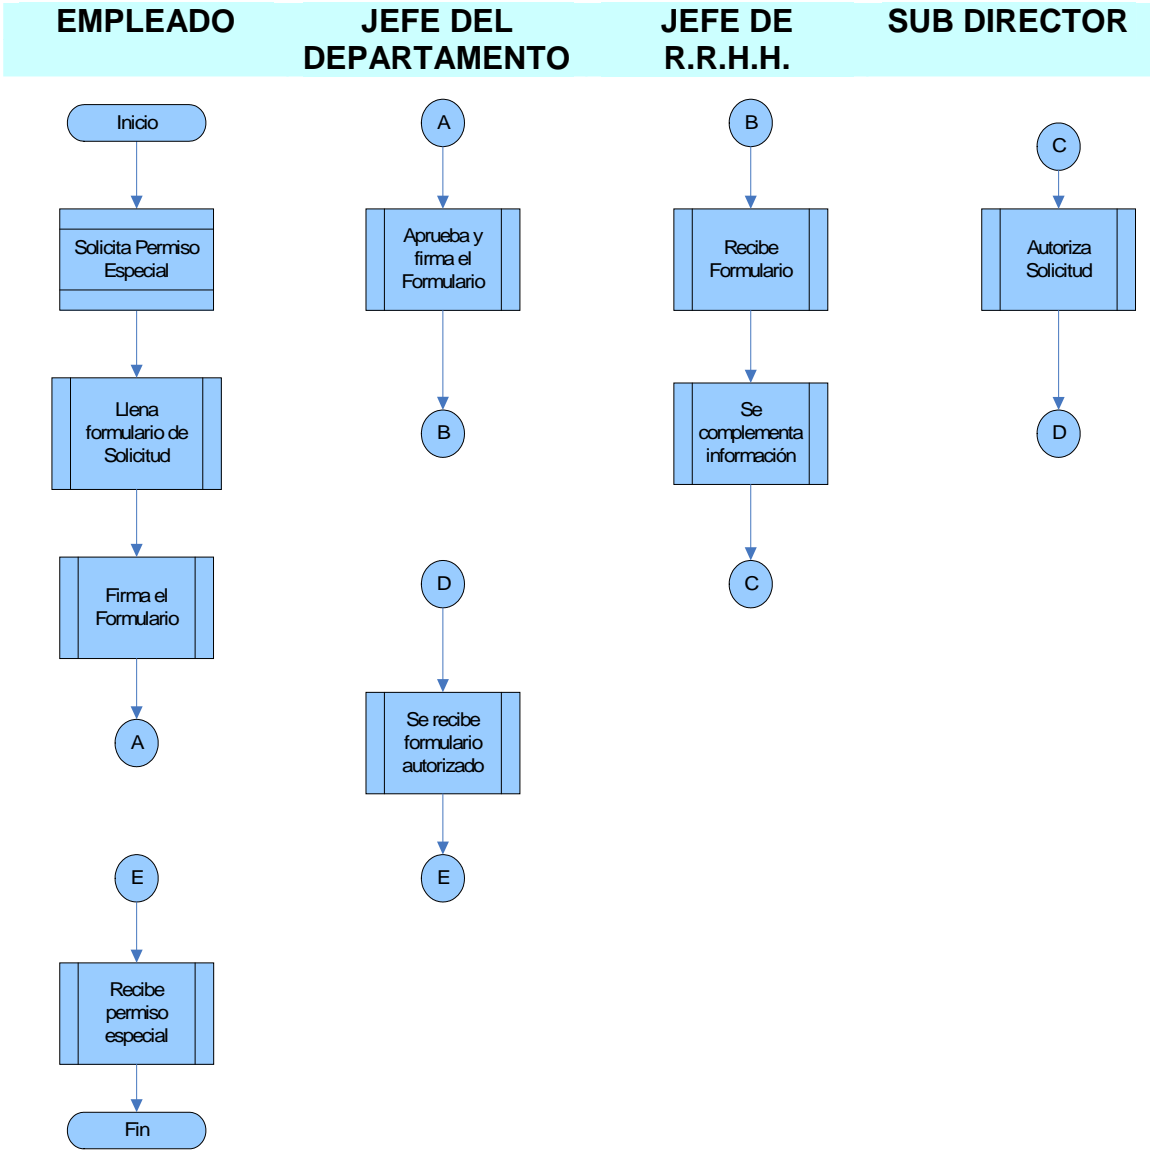 EMPLEADO
JEFE DEL
DEPARTAMENTO
JEFE DE
R.R.H.H.
SUB DIRECTOR
Inicio
Solicita Permiso
Especial
Llena
formulario de
Solicitud
Firma el
Formulario
A
E
Recibe
permiso
especial
Fin
A
Aprueba y
firma el
Formulario
B
D
Se recibe
formulario
autorizado
E
B
Recibe
Formulario
Se
complementa
información
C
C
Autoriza
Solicitud
D